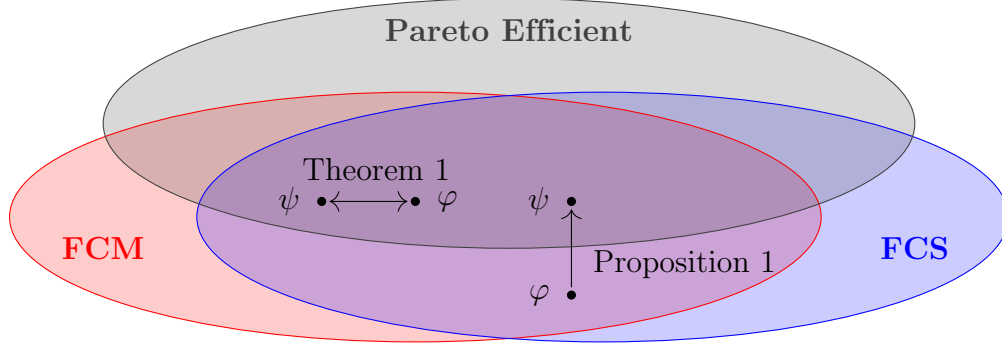 Pareto Efficient
Theorem 1
ψ φ ψ
FCM FCS
Proposition 1
φ